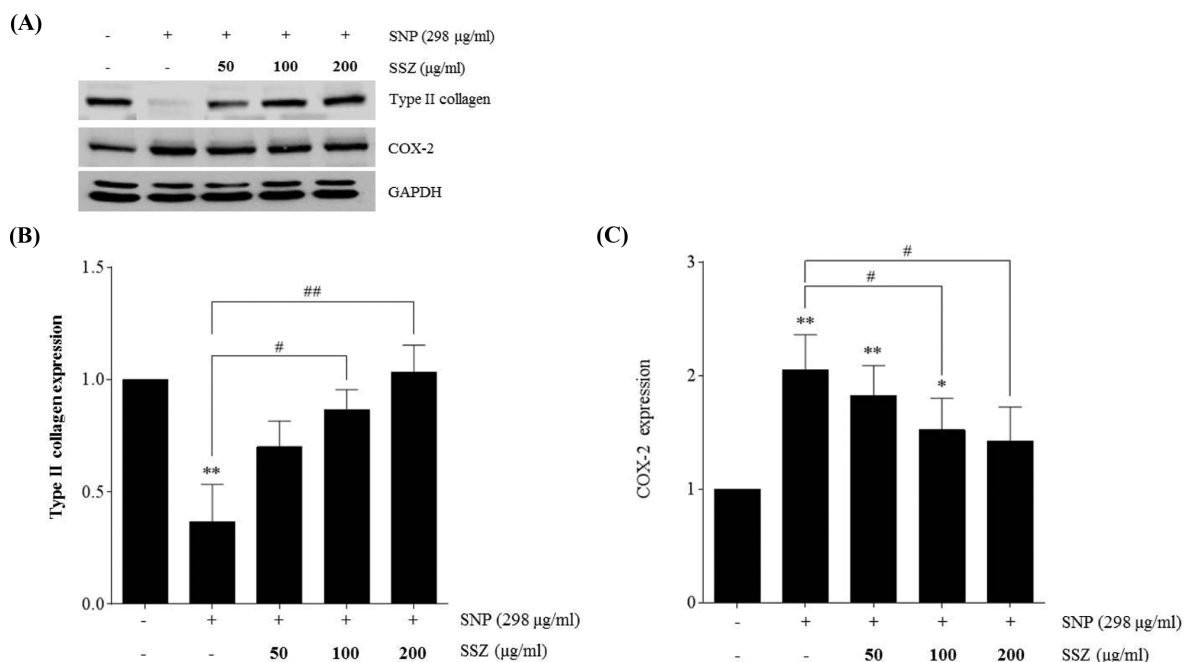 (A)
- + + + + SNP (298 μg/ml)
- - 50 100 200 SSZ (μg/ml)
Type II collagen
COX-2
GAPDH
(B)
Type II collagen expression
1.5
1.0
0.5
0.0
**
#
##
- + + + + SNP (298 μg/ml)
- - 50 100 200 SSZ (μg/ml)
(C)
COX-2 expression
3
2
1
0
**
**
*
#
#
- + + + + SNP (298 μg/ml)
- - 50 100 200 SSZ (μg/ml)